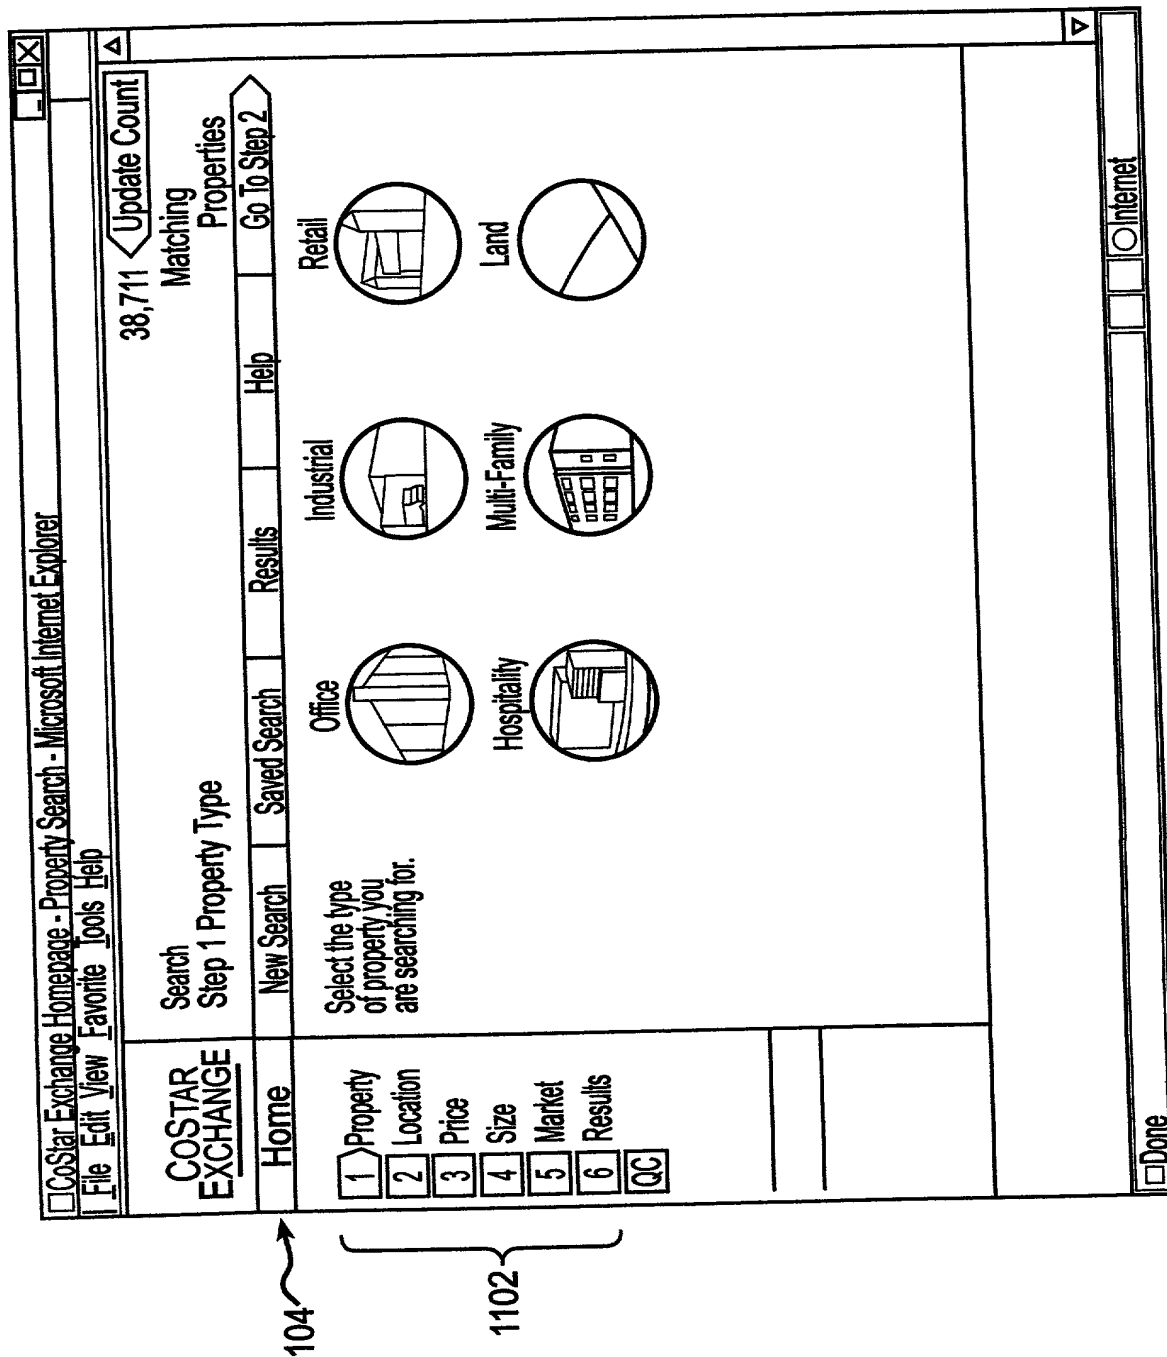 CoStar Exchange Homepage - Property Search - Microsoft Internet Explorer
File Edit View Favorite Tools Help
COSTAR
EXCHANGE
Search
Step 1 Property Type
38,711
Update Count
Matching
Properties
Home
New Search
Saved Search
Results
Help
Go To Step 2
1 Property
2 Location
3 Price
4 Size
5 Market
6 Results
QC
Select the type
of property you
are searching for.
Office
Industrial
Retail
Hospitality
Multi-Family
Land
Done
Internet
104
1102